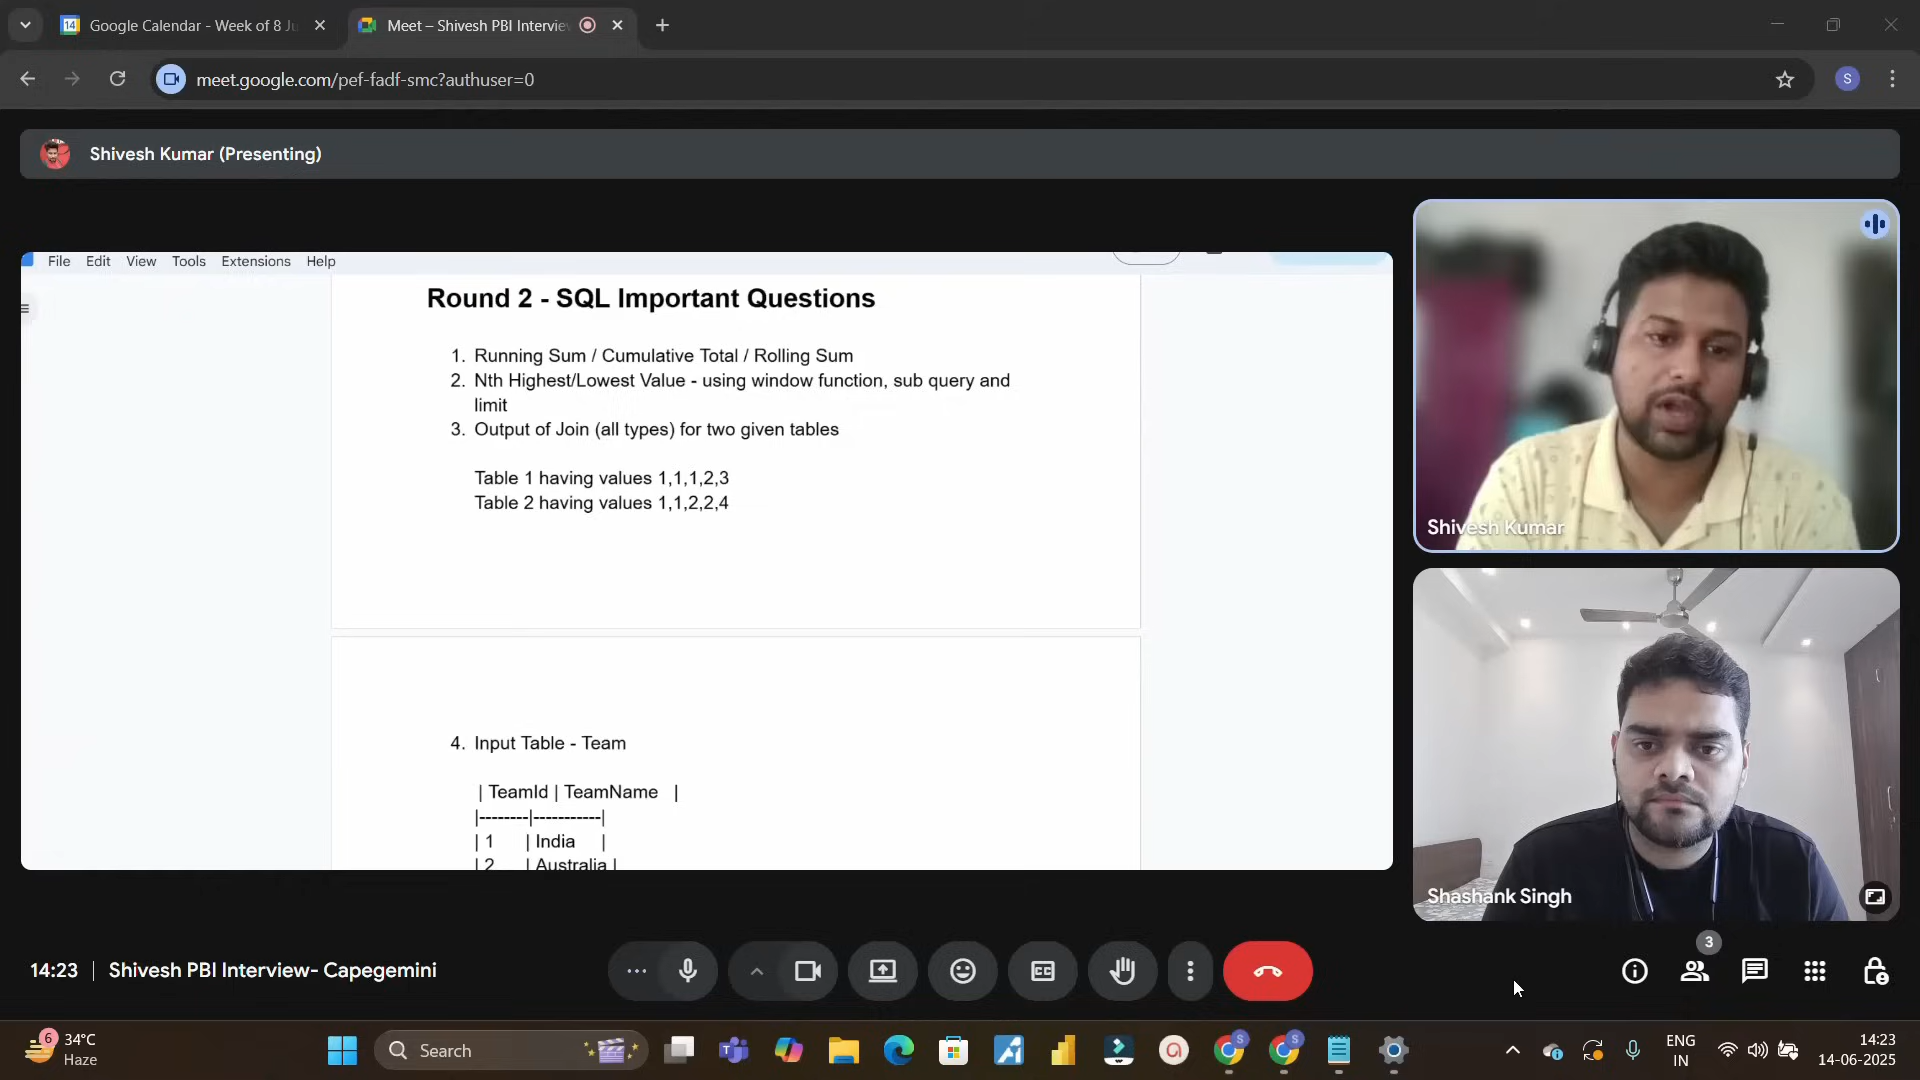 Google Calendar - Week of 8 Ju
Meet – Shivesh PBI Intervie
meet.google.com/pef-fadf-smc?authuser=0
S
14
Shivesh Kumar (Presenting)
File Edit View Tools Extensions Help
Round 2 - SQL Important Questions
1. Running Sum / Cumulative Total / Rolling Sum
2. Nth Highest/Lowest Value - using window function, sub query and
limit
3. Output of Join (all types) for two given tables
Table 1 having values 1,1,1,2,3
Table 2 having values 1,1,2,2,4
4. Input Table - Team
| TeamId | TeamName |
|--------|-----------|
| 1 | India |
| 2 | Australia |
Shivesh Kumar
Shashank Singh
14:23 | Shivesh PBI Interview- Capegemini
CC
3
6
34°C
Haze
Search
S
S
ENG
IN
14:23
14-06-2025